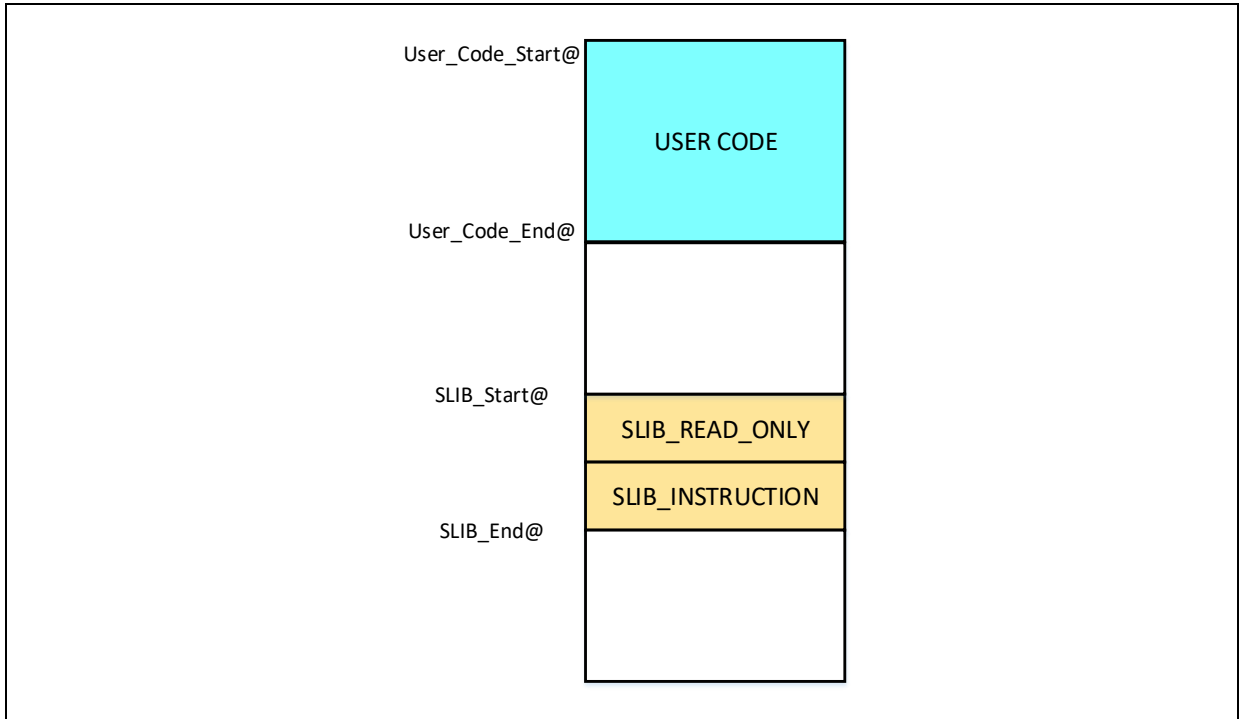 User_Code_Start@
USER CODE
User_Code_End@
SLIB_Start@
SLIB_READ_ONLY
SLIB_INSTRUCTION
SLIB_End@